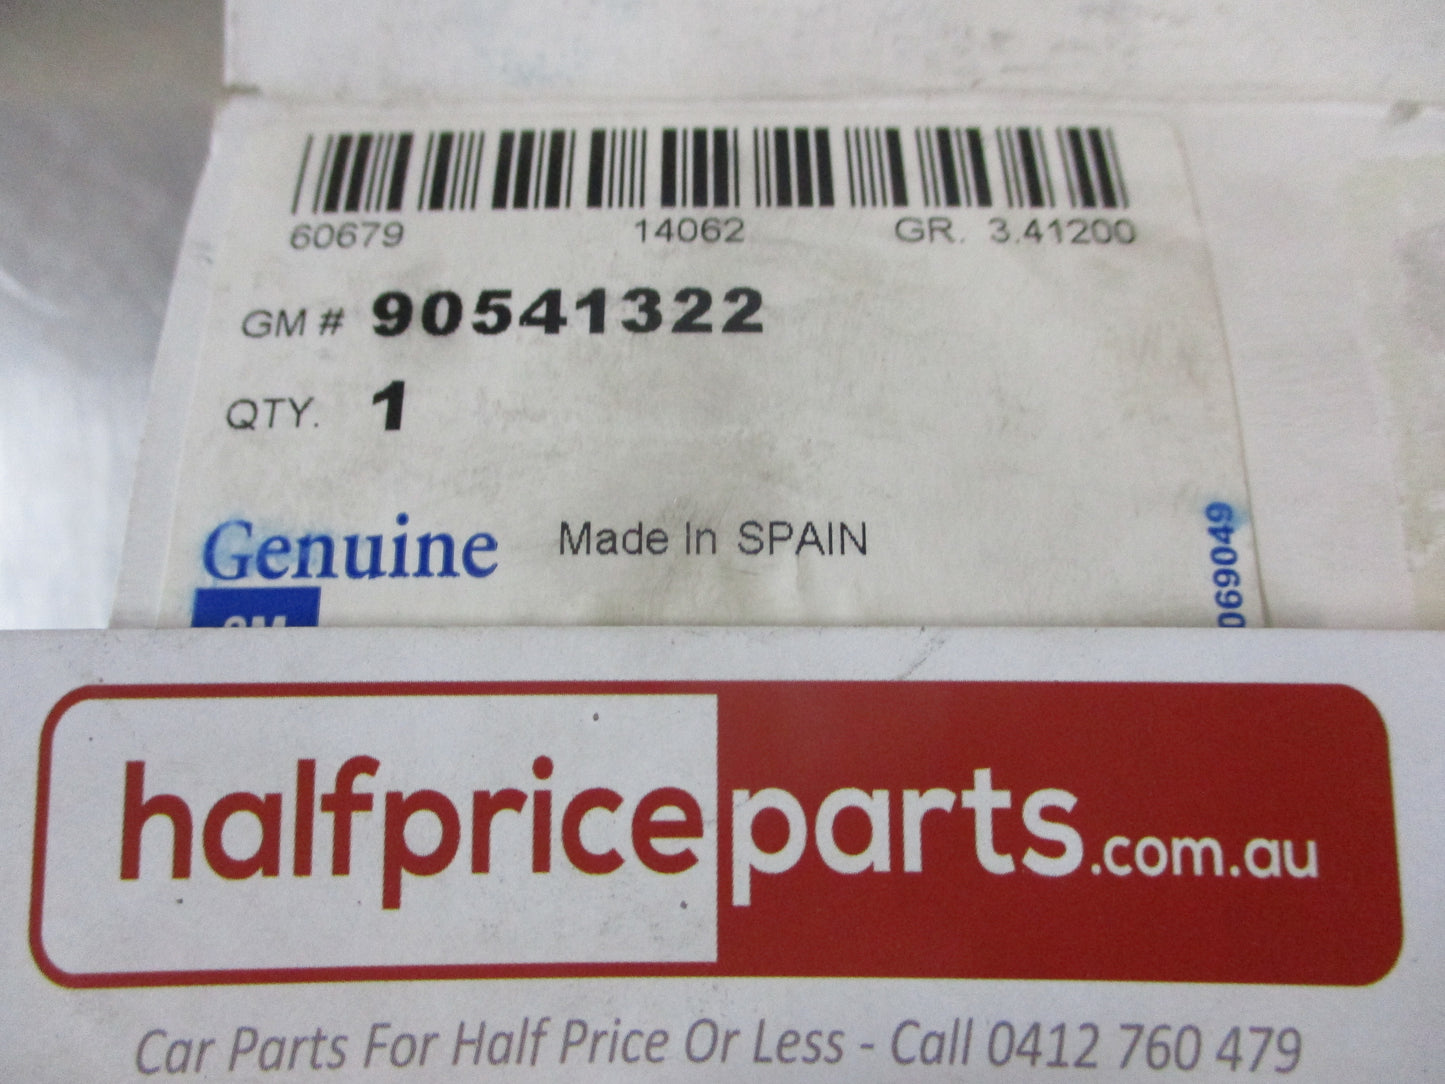 60679 14062 GR. 3.41200
GM # 90541322
QTY. 1
Genuine Made In SPAIN
GM
069049
halfpriceparts.com.au
Car Parts For Half Price Or Less - Call 0412 760 479